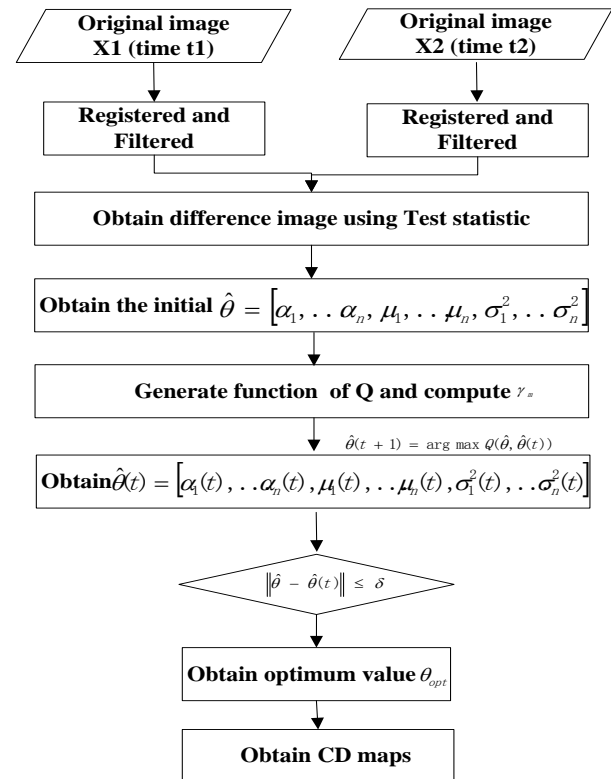 Original image
X1 (time t1)
Original image
X2 (time t2)
Registered and
Filtered
Registered and
Filtered
Obtain difference image using Test statistic
Obtain the initial θ̂ = [α₁, . . αₙ, μ₁, . . μₙ, σ₁², . . σₙ²]
Generate function of Q and compute γₘ
θ̂(t + 1) = arg max Q(θ̂, θ̂(t))
Obtain θ̂(t) = [α₁(t), . . αₙ(t), μ₁(t), . . μₙ(t), σ₁²(t), . . σₙ²(t)]
‖θ̂ − θ̂(t)‖ ≤ δ
Obtain optimum value θₒₚₜ
Obtain CD maps